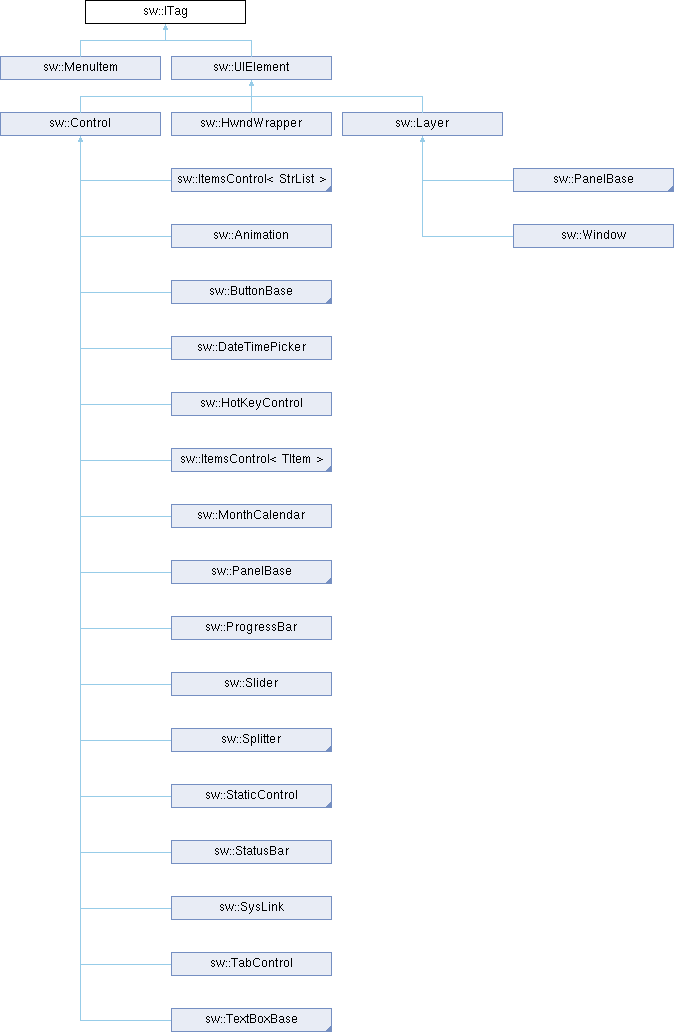 sw::ITag
sw::MenuItem
sw::UIElement
sw::Control
sw::HwndWrapper
sw::Layer
sw::ItemsControl< StrList >
sw::PanelBase
sw::Animation
sw::Window
sw::ButtonBase
sw::DateTimePicker
sw::HotKeyControl
sw::ItemsControl< TItem >
sw::MonthCalendar
sw::PanelBase
sw::ProgressBar
sw::Slider
sw::Splitter
sw::StaticControl
sw::StatusBar
sw::SysLink
sw::TabControl
sw::TextBoxBase